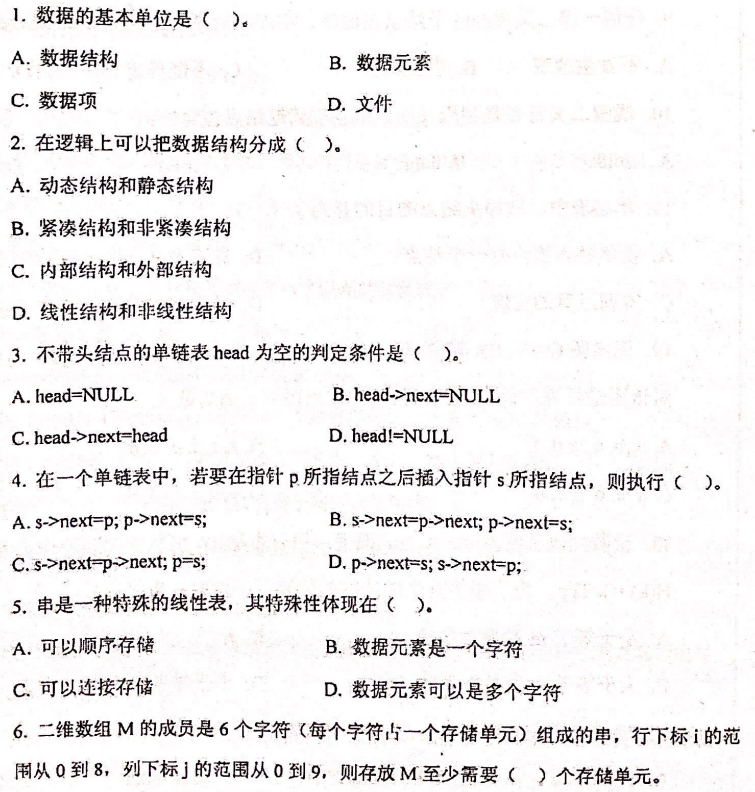 1. 数据的基本单位是（ ）。
A. 数据结构 B. 数据元素
C. 数据项 D. 文件
2. 在逻辑上可以把数据结构分成（ ）。
A. 动态结构和静态结构
B. 紧凑结构和非紧凑结构
C. 内部结构和外部结构
D. 线性结构和非线性结构
3. 不带头结点的单链表 head 为空的判定条件是（ ）。
A. head=NULL B. head->next=NULL
C. head->next=head D. head!=NULL
4. 在一个单链表中，若要在指针 p 所指结点之后插入指针 s 所指结点，则执行（ ）。
A. s->next=p; p->next=s; B. s->next=p->next; p->next=s;
C. s->next=p->next; p=s; D. p->next=s; s->next=p;
5. 串是一种特殊的线性表，其特殊性体现在（ ）。
A. 可以顺序存储 B. 数据元素是一个字符
C. 可以连接存储 D. 数据元素可以是多个字符
6. 二维数组 M 的成员是 6 个字符（每个字符占一个存储单元）组成的串，行下标 i 的范
围从 0 到 8，列下标 j 的范围从 0 到 9，则存放 M 至少需要（ ）个存储单元。